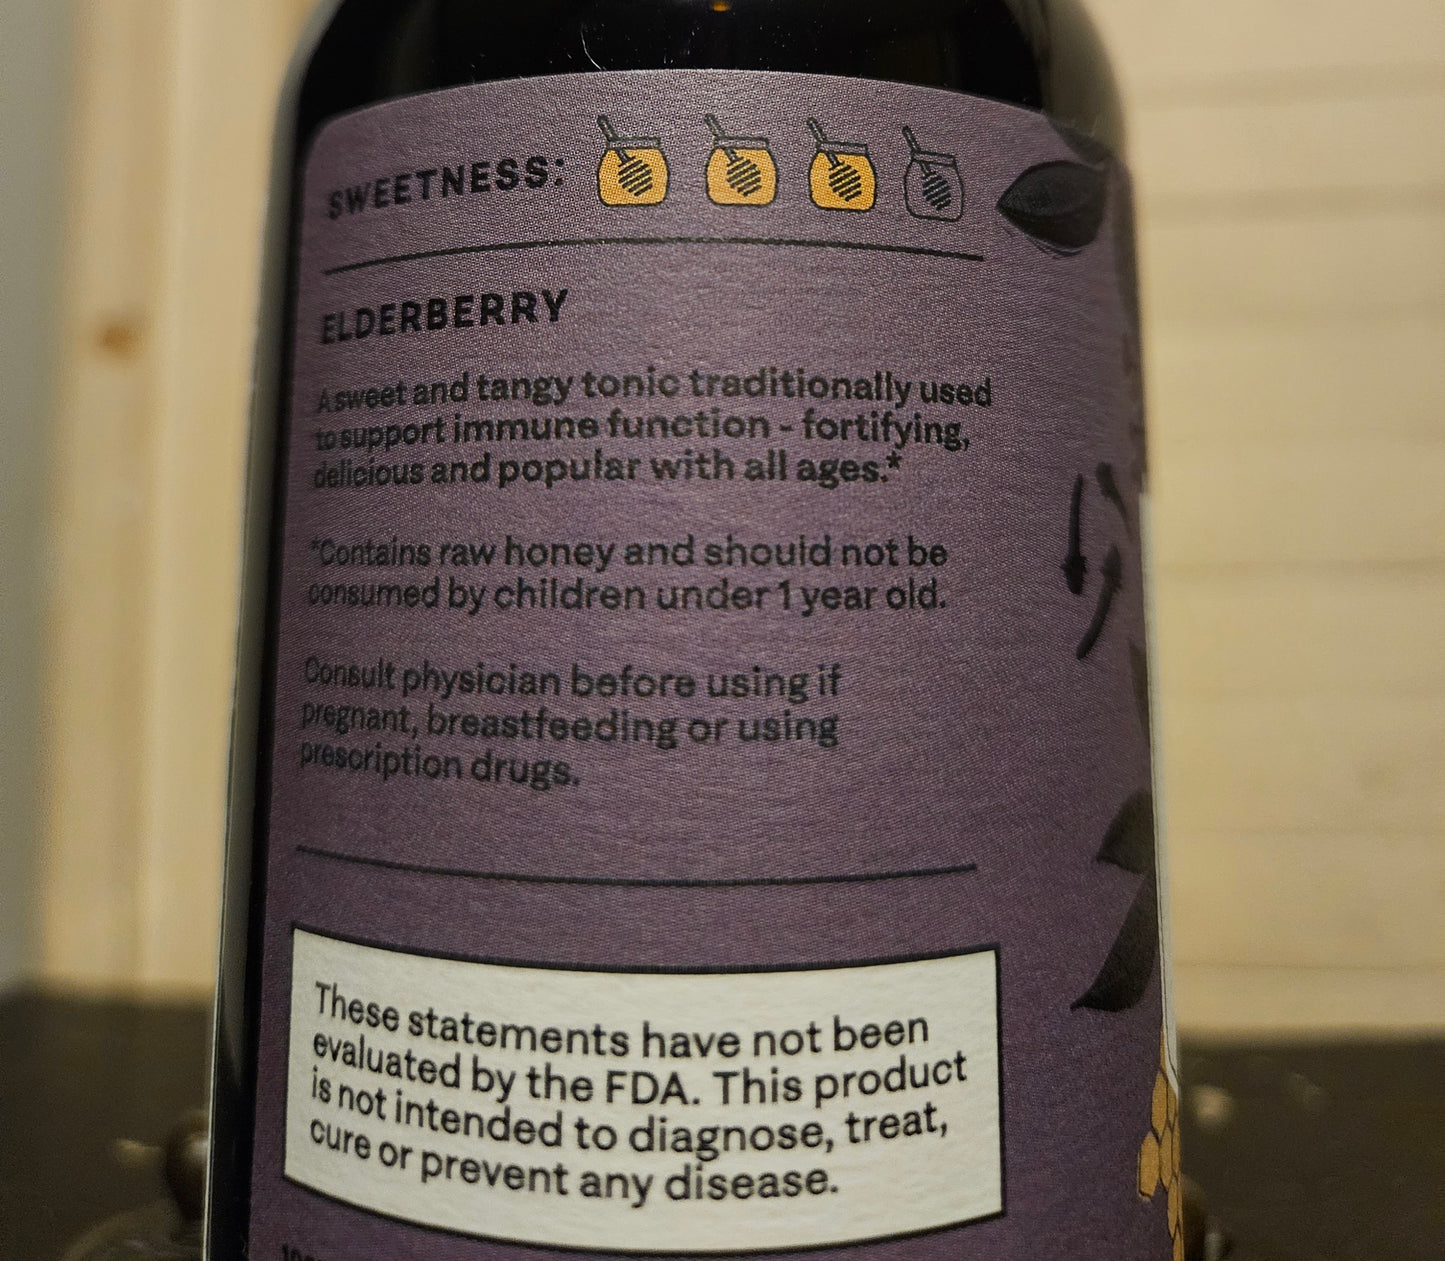 SWEETNESS:
ELDERBERRY
A sweet and tangy tonic traditionally used
to support immune function - fortifying,
delicious and popular with all ages.*
*Contains raw honey and should not be
consumed by children under 1 year old.
Consult physician before using if
pregnant, breastfeeding or using
prescription drugs.
These statements have not been
evaluated by the FDA. This product
is not intended to diagnose, treat,
cure or prevent any disease.